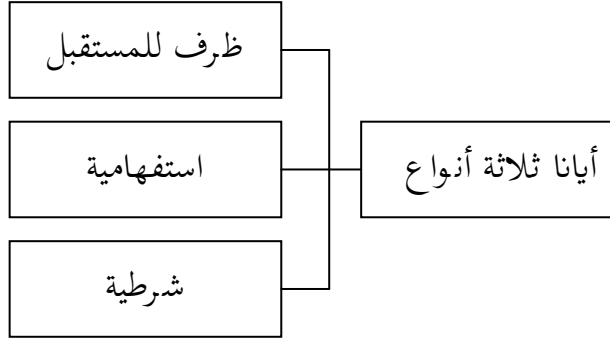 أيانا ثلاثة أنواع
ظرف للمستقبل
استفهامية
شرطية